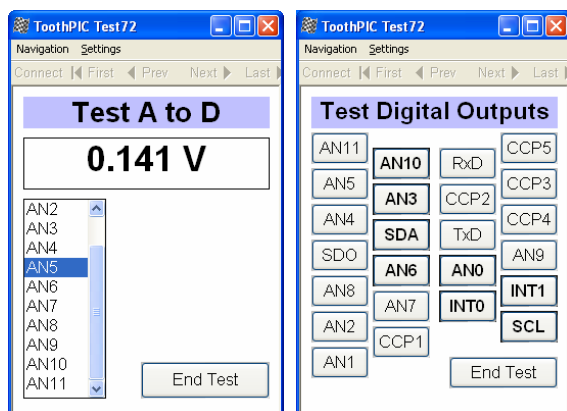 ToothPIC Test72
Navigation Settings
Connect First Prev Next Last
Test A to D
0.141 V
AN2
AN3
AN4
AN5
AN6
AN7
AN8
AN9
AN10
AN11
End Test
ToothPIC Test72
Navigation Settings
Connect First Prev Next Last
Test Digital Outputs
AN11
AN5
AN4
SDO
AN8
AN2
AN1
AN10
AN3
SDA
AN6
AN7
CCP1
RxD
CCP2
TxD
AN0
INT0
CCP5
CCP3
CCP4
AN9
INT1
SCL
End Test